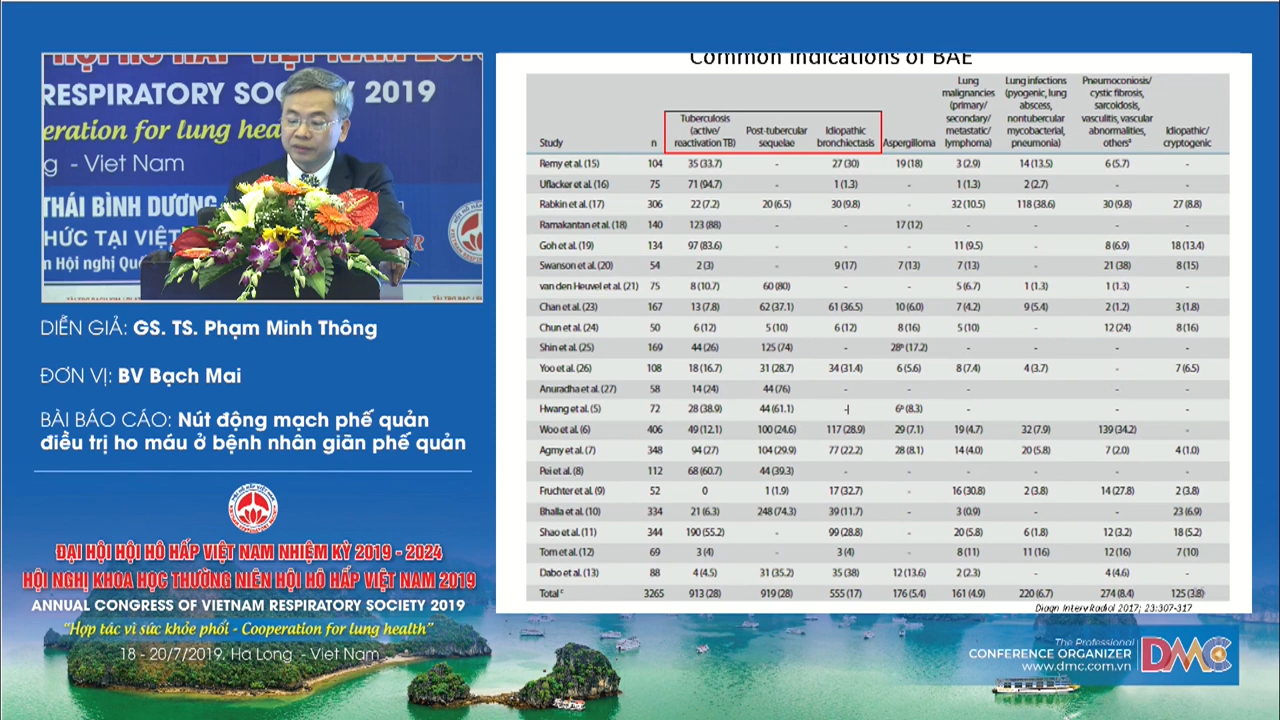 HỘI HÔ HẤP VIỆT NAM 201
RESPIRATORY SOC Y 2019
eration for lung hea
g - Viet Nam
THÁI BÌNH DƯƠNG
HỨC TẠI VIỆT
n Hội nghị Qu
DIỄN GIẢ: GS. TS. Phạm Minh Thông
ĐƠN VỊ: BV Bạch Mai
BÀI BÁO CÁO: Nút động mạch phế quản
điều trị ho máu ở bệnh nhân giãn phế quản
ĐẠI HỘI HỘI HÔ HẤP VIỆT NAM NHIỆM KỲ 2019 - 2024
HỘI NGHỊ KHOA HỌC THƯỜNG NIÊN HỘI HÔ HẤP VIỆT NAM 2019
ANNUAL CONGRESS OF VIETNAM RESPIRATORY SOCIETY 2019
"Hợp tác vì sức khỏe phổi - Cooperation for lung health"
18 - 20/7/2019, Ha Long - Viet Nam
Common Indications of BAE
Study n Tuberculosis (active/ reactivation TB) Post-tubercular sequelae Idiopathic bronchiectasis Aspergilloma Lung malignancies (primary/ secondary/ metastatic/ lymphoma) Lung infections (pyogenic, lung abscess, nontubercular mycobacterial, pneumonia) Pneumoconiosis/ cystic fibrosis, sarcoidosis, vasculitis, vascular abnormalities, othersª Idiopathic/ cryptogenic
Remy et al. (15) 104 35 (33.7) - 27 (30) 19 (18) 3 (2.9) 14 (13.5) 6 (5.7) -
Uflacker et al. (16) 75 71 (94.7) - 1 (1.3) - 1 (1.3) 2 (2.7) - -
Rabkin et al. (17) 306 22 (7.2) 20 (6.5) 30 (9.8) - 32 (10.5) 118 (38.6) 30 (9.8) 27 (8.8)
Ramakantan et al. (18) 140 123 (88) - - 17 (12) - - - -
Goh et al. (19) 134 97 (83.6) - - - 11 (9.5) - 8 (6.9) 18 (13.4)
Swanson et al. (20) 54 2 (3) - 9 (17) 7 (13) 7 (13) - 21 (38) 8 (15)
van den Heuvel et al. (21) 75 8 (10.7) 60 (80) - - 5 (6.7) 1 (1.3) 1 (1.3) -
Chan et al. (23) 167 13 (7.8) 62 (37.1) 61 (36.5) 10 (6.0) 7 (4.2) 9 (5.4) 2 (1.2) 3 (1.8)
Chun et al. (24) 50 6 (12) 5 (10) 6 (12) 8 (16) 5 (10) - 12 (24) 8 (16)
Shin et al. (25) 169 44 (26) 125 (74) - 28ᵇ (17.2) - - - -
Yoo et al. (26) 108 18 (16.7) 31 (28.7) 34 (31.4) 6 (5.6) 8 (7.4) 4 (3.7) - 7 (6.5)
Anuradha et al. (27) 58 14 (24) 44 (76) - - - - - -
Hwang et al. (5) 72 28 (38.9) 44 (61.1) - 6ᵇ (8.3) - - - -
Woo et al. (6) 406 49 (12.1) 100 (24.6) 117 (28.9) 29 (7.1) 19 (4.7) 32 (7.9) 139 (34.2) -
Agmy et al. (7) 348 94 (27) 104 (29.9) 77 (22.2) 28 (8.1) 14 (4.0) 20 (5.8) 7 (2.0) 4 (1.0)
Pei et al. (8) 112 68 (60.7) 44 (39.3) - - - - - -
Fruchter et al. (9) 52 0 1 (1.9) 17 (32.7) - 16 (30.8) 2 (3.8) 14 (27.8) 2 (3.8)
Bhalla et al. (10) 334 21 (6.3) 248 (74.3) 39 (11.7) - 3 (0.9) - - 23 (6.9)
Shao et al. (11) 344 190 (55.2) - 99 (28.8) - 20 (5.8) 6 (1.8) 12 (3.2) 18 (5.2)
Tom et al. (12) 69 3 (4) - 3 (4) - 8 (11) 11 (16) 12 (16) 7 (10)
Dabo et al. (13) 88 4 (4.5) 31 (35.2) 35 (38) 12 (13.6) 2 (2.3) - 4 (4.6) -
Total ᶜ 3265 913 (28) 919 (28) 555 (17) 176 (5.4) 161 (4.9) 220 (6.7) 274 (8.4) 125 (3.8)
Diagn Interv Radiol 2017; 23:307-317
The Professional
CONFERENCE ORGANIZER
www.dmc.com.vn
DMC